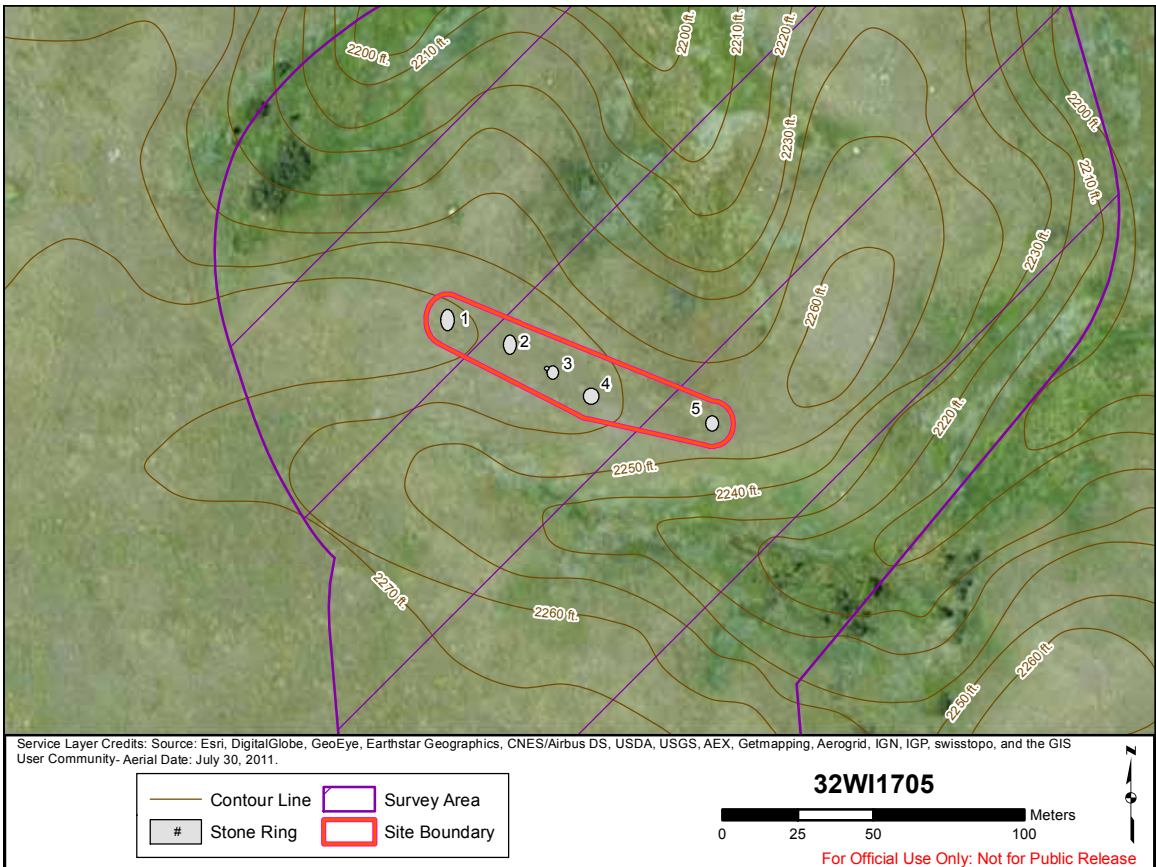 2200 ft.
2210 ft.
2200 ft.
2210 ft.
2220 ft.
2230 ft.
2200 ft.
2210 ft.
2230 ft.
2260 ft.
1
2
3
4
5
2220 ft.
2250 ft.
2240 ft.
2270 ft.
2260 ft.
2260 ft.
2250 ft.
Service Layer Credits: Source: Esri, DigitalGlobe, GeoEye, Earthstar Geographics, CNES/Airbus DS, USDA, USGS, AEX, Getmapping, Aerogrid, IGN, IGP, swisstopo, and the GIS
User Community- Aerial Date: July 30, 2011.
Contour Line
Survey Area
# Stone Ring
Site Boundary
32WI1705
Meters
0 25 50 100
N
For Official Use Only: Not for Public Release